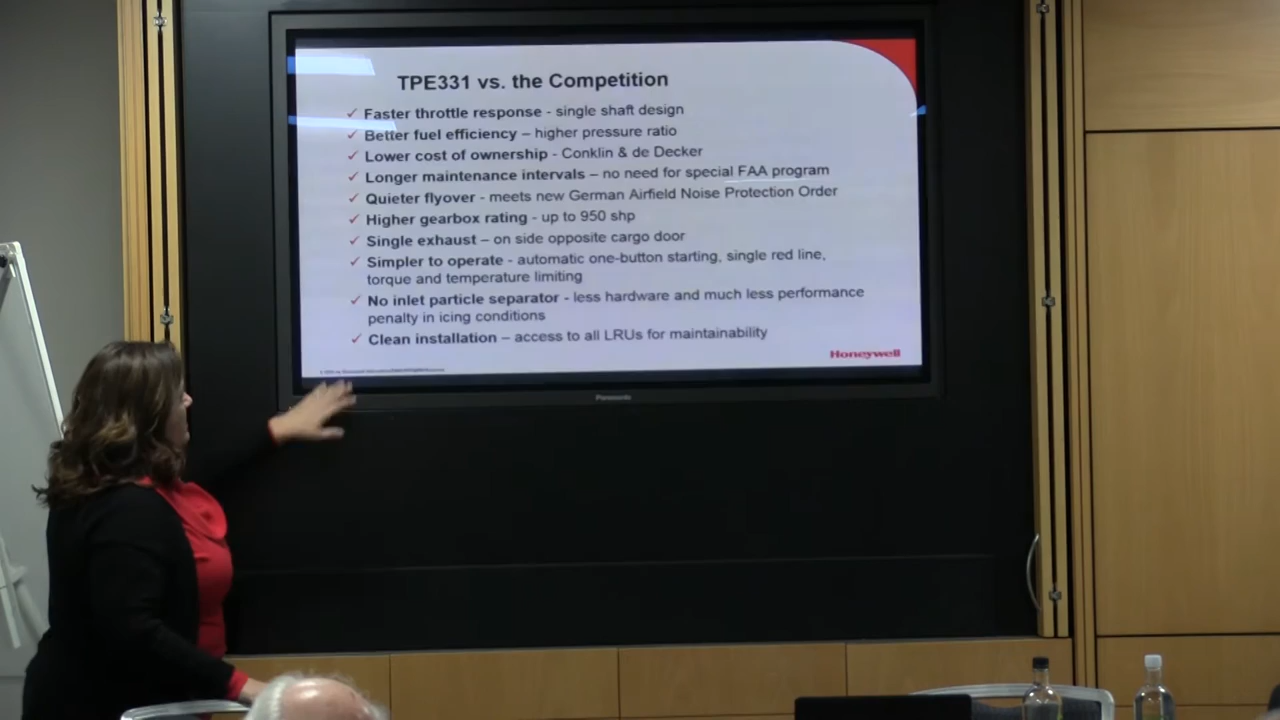 TPE331 vs. the Competition
✓ Faster throttle response - single shaft design
✓ Better fuel efficiency – higher pressure ratio
✓ Lower cost of ownership - Conklin & de Decker
✓ Longer maintenance intervals – no need for special FAA program
✓ Quieter flyover - meets new German Airfield Noise Protection Order
✓ Higher gearbox rating - up to 950 shp
✓ Single exhaust – on side opposite cargo door
✓ Simpler to operate - automatic one-button starting, single red line,
torque and temperature limiting
✓ No inlet particle separator - less hardware and much less performance
penalty in icing conditions
✓ Clean installation – access to all LRUs for maintainability
Honeywell
Panasonic